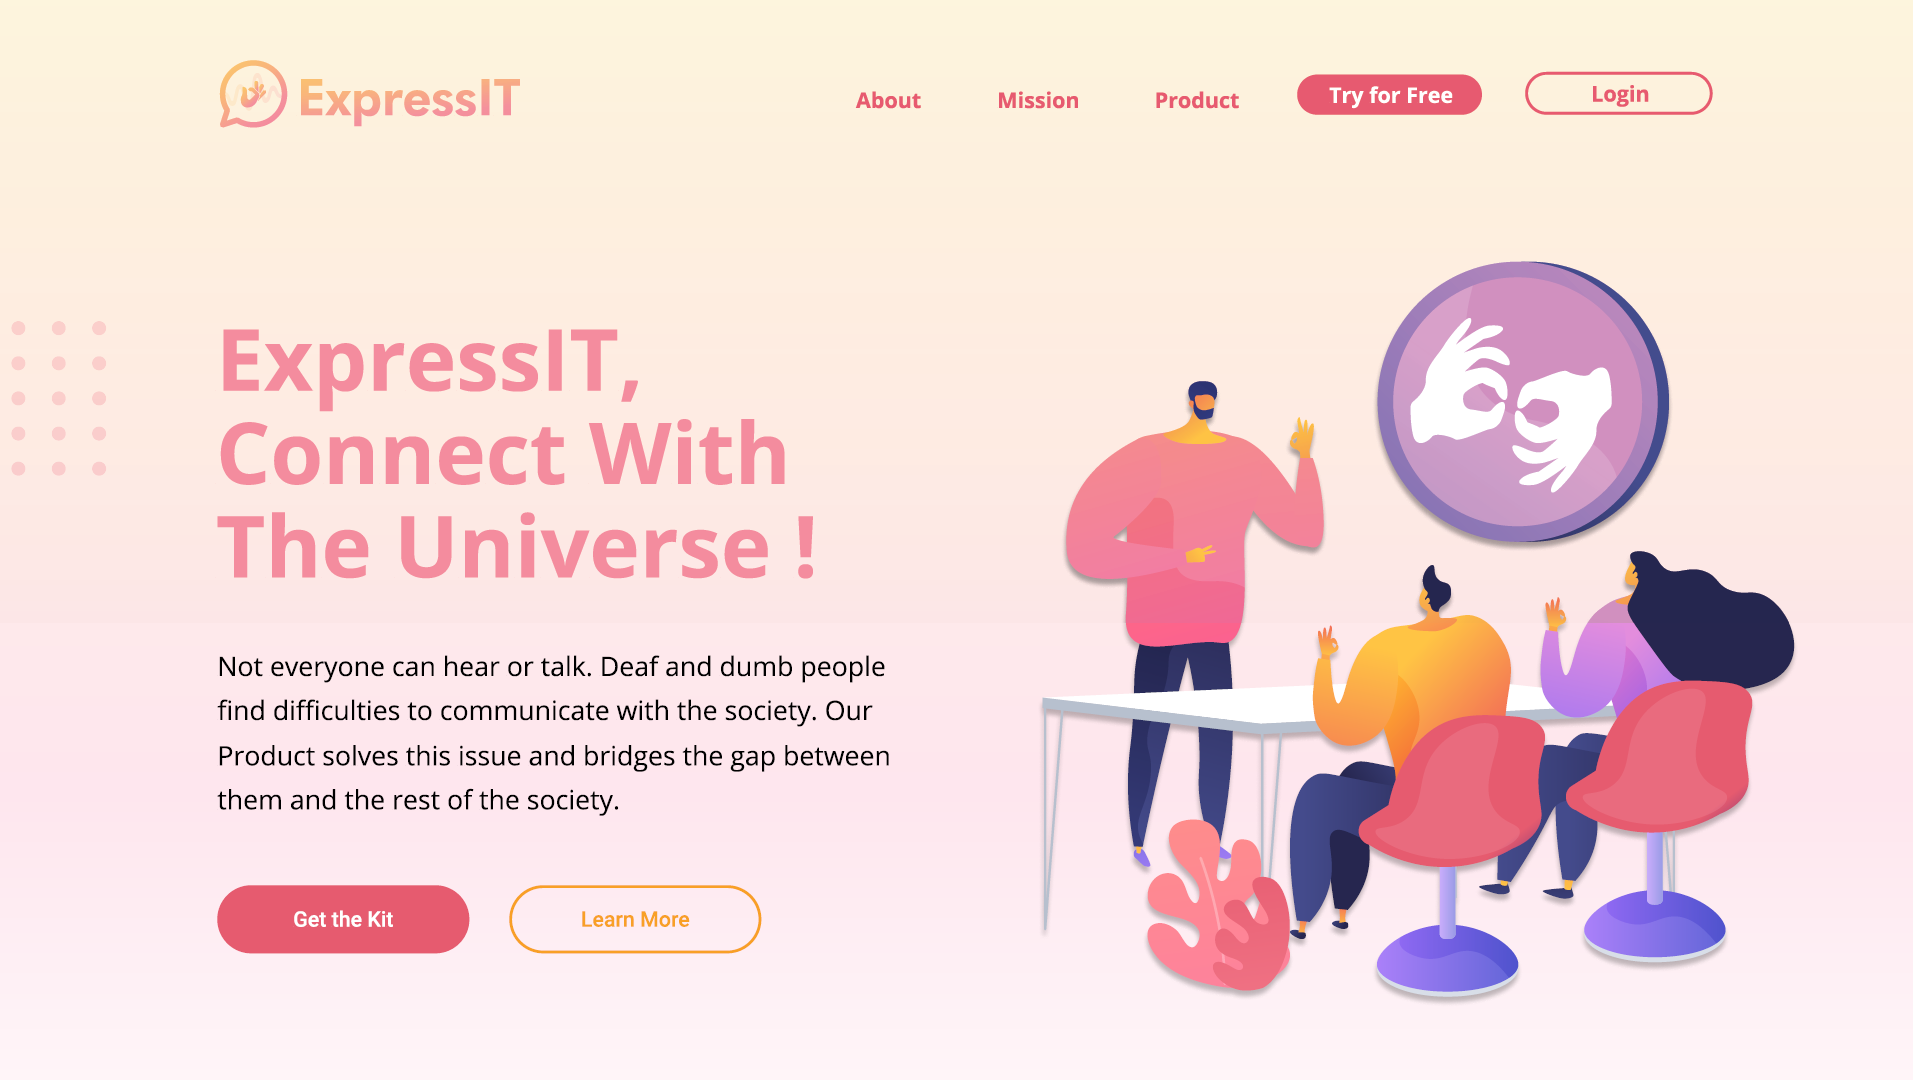 ExpressIT
About
Mission
Product
Try for Free
Login
ExpressIT,
Connect With
The Universe !
Not everyone can hear or talk. Deaf and dumb people
find difficulties to communicate with the society. Our
Product solves this issue and bridges the gap between
them and the rest of the society.
Get the Kit
Learn More